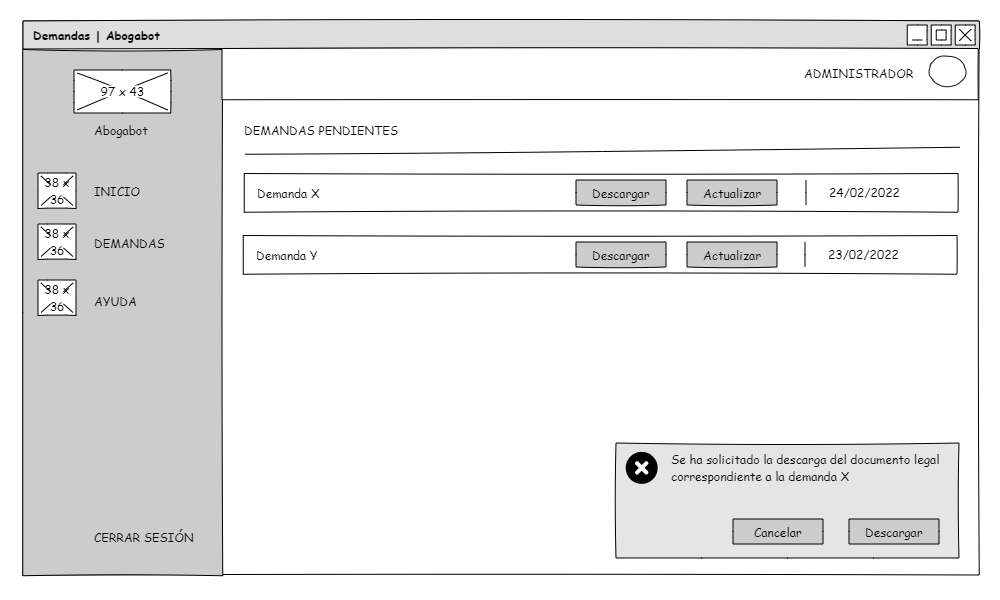 Demandas | Abogabot
ADMINISTRADOR
97 x 43
Abogabot
38 x
36
INICIO
38 x
36
DEMANDAS
38 x
36
AYUDA
CERRAR SESIÓN
DEMANDAS PENDIENTES
Demanda X Descargar Actualizar 24/02/2022
Demanda Y Descargar Actualizar 23/02/2022
Se ha solicitado la descarga del documento legal
correspondiente a la demanda X
Cancelar Descargar